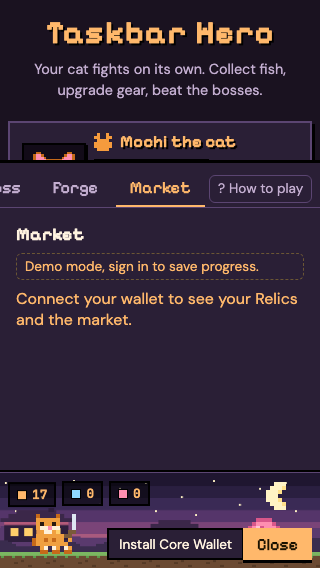 Taskbar Hero
Your cat fights on its own. Collect fish,
upgrade gear, beat the bosses.
Mochi the cat
oss Forge Market ? How to play
Market
Demo mode, sign in to save progress.
Connect your wallet to see your Relics
and the market.
17 0 0
Install Core Wallet Close